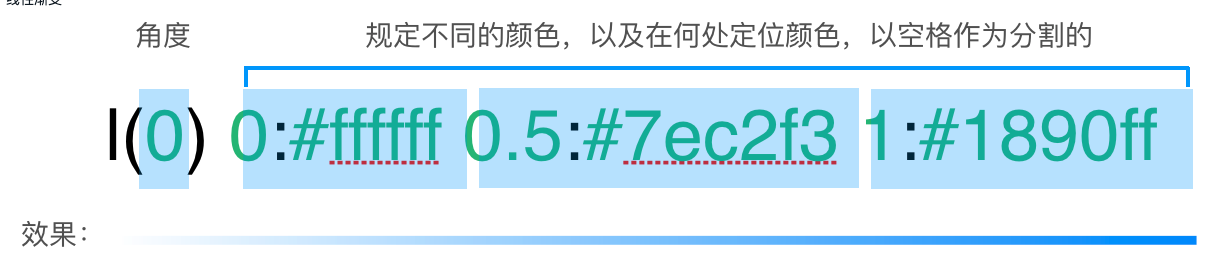 线性渐变
角度
规定不同的颜色，以及在何处定位颜色，以空格作为分割的
l(0) 0:#ffffff 0.5:#7ec2f3 1:#1890ff
效果：